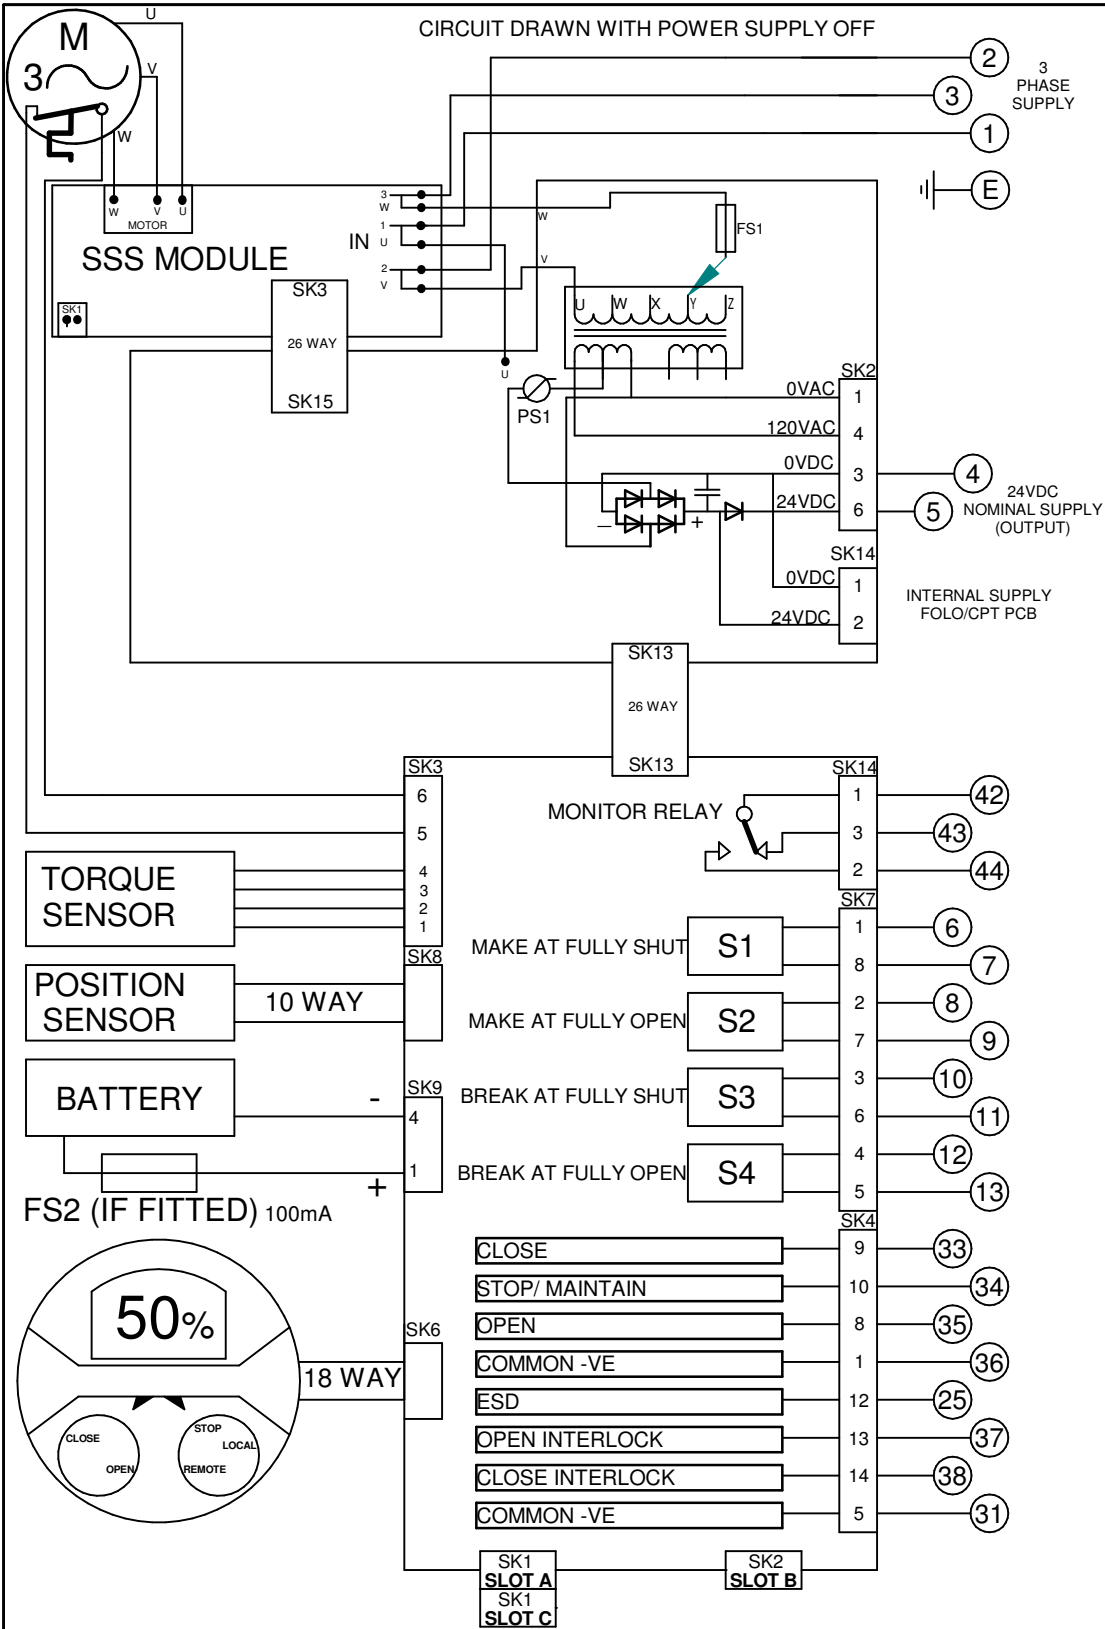 CIRCUIT DRAWN WITH POWER SUPPLY OFF
U
M
3
V
W
2
3
1
E
3
PHASE
SUPPLY
W
V
U
MOTOR
SSS MODULE
IN
3
W
1
U
2
V
W
FS1
V
U
W
X
Y
Z
SK1
SK3
26 WAY
SK15
U
PS1
SK2
0VAC
1
120VAC
4
0VDC
3
4
24VDC
6
5
24VDC
NOMINAL SUPPLY
(OUTPUT)
–
+
SK14
0VDC
1
24VDC
2
INTERNAL SUPPLY
FOLO/CPT PCB
SK13
26 WAY
SK13
SK3
6
5
4
3
2
1
TORQUE
SENSOR
SK8
POSITION
SENSOR
10 WAY
BATTERY
-
SK9
4
1
+
FS2 (IF FITTED) 100mA
50%
SK6
18 WAY
CLOSE
OPEN
STOP
LOCAL
REMOTE
MONITOR RELAY
SK14
1
42
3
43
2
44
SK7
MAKE AT FULLY SHUT
S1
1
6
8
7
MAKE AT FULLY OPEN
S2
2
8
7
9
BREAK AT FULLY SHUT
S3
3
10
6
11
BREAK AT FULLY OPEN
S4
4
12
5
13
SK4
CLOSE
9
33
STOP/ MAINTAIN
10
34
OPEN
8
35
COMMON -VE
1
36
ESD
12
25
OPEN INTERLOCK
13
37
CLOSE INTERLOCK
14
38
COMMON -VE
5
31
SK1
SLOT A
SK1
SLOT C
SK2
SLOT B